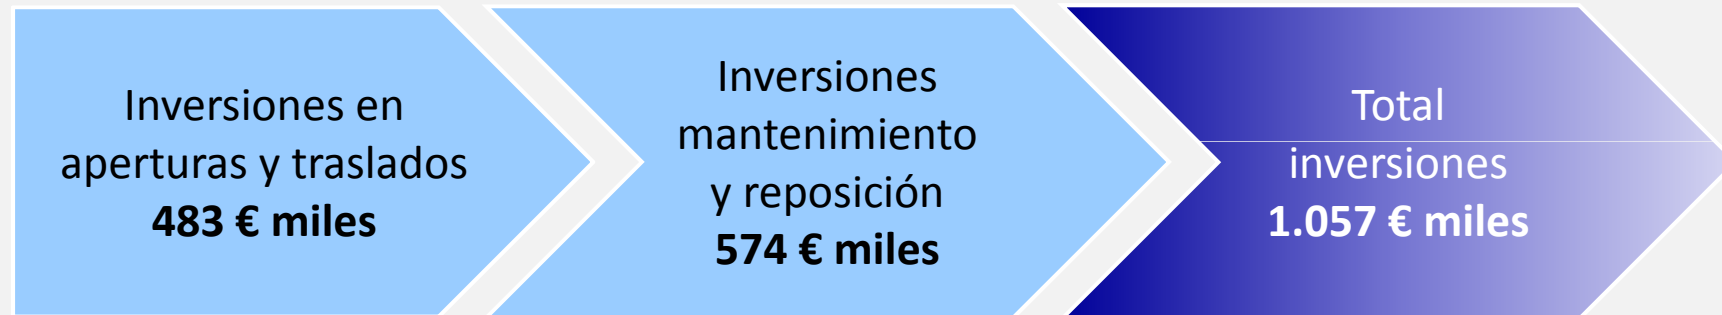 Inversiones en
aperturas y traslados
483 € miles
Inversiones
mantenimiento
y reposición
574 € miles
Total
inversiones
1.057 € miles